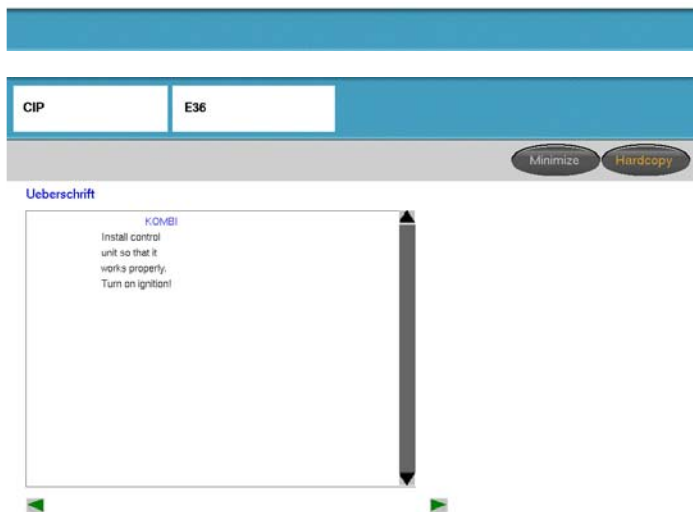 CIP E36
Minimize Hardcopy
Ueberschrift
KOMBI
Install control
unit so that it
works properly.
Turn on ignition!